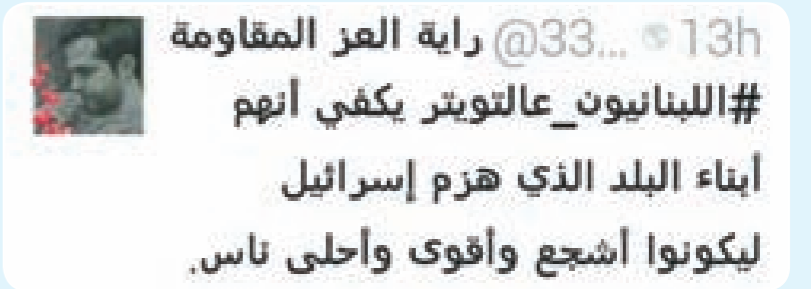 راية العز المقاومة @33... 13h
#اللبنانيون_عالتويتر يكفي أنهم
أبناء البلد الذي هزم إسرائيل
ليكونوا أشجع وأقوى وأحلى ناس.